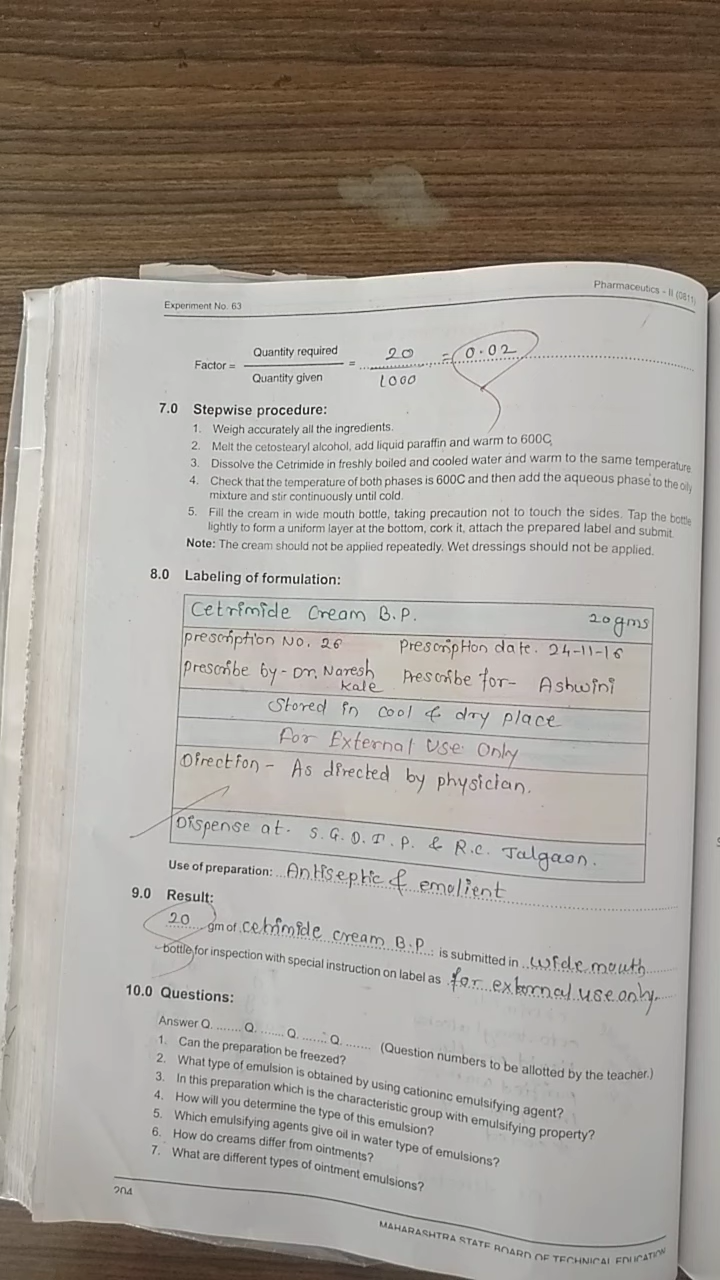 Experiment No. 63
Pharmaceutics - II (0811)
Factor = Quantity required / Quantity given = 20 / 1000 = 0.02
7.0 Stepwise procedure:
1. Weigh accurately all the ingredients.
2. Melt the cetostearyl alcohol, add liquid paraffin and warm to 600C,
3. Dissolve the Cetrimide in freshly boiled and cooled water and warm to the same temperature
4. Check that the temperature of both phases is 600C and then add the aqueous phase to the oily
mixture and stir continuously until cold.
5. Fill the cream in wide mouth bottle, taking precaution not to touch the sides. Tap the bottle
lightly to form a uniform layer at the bottom, cork it, attach the prepared label and submit.
Note: The cream should not be applied repeatedly. Wet dressings should not be applied.
8.0 Labeling of formulation:
Cetrimide Cream B.P. 20gms
prescription No. 26 Prescription date. 24-11-16
prescribe by - Dr. Naresh Kale Prescribe for - Ashwini
Stored in cool & dry place
For External Use Only
Direction - As directed by physician.
Dispense at. S.G.D.I.P. & R.C. Jalgaon.
Use of preparation: Antiseptic & emolient
9.0 Result:
20 gm of cetrimide cream B.P. is submitted in wide mouth
bottle for inspection with special instruction on label as for external use only.
10.0 Questions:
Answer Q. ....... Q. ....... Q. ....... Q. ....... (Question numbers to be allotted by the teacher.)
1. Can the preparation be freezed?
2. What type of emulsion is obtained by using cationinc emulsifying agent?
3. In this preparation which is the characteristic group with emulsifying property?
4. How will you determine the type of this emulsion?
5. Which emulsifying agents give oil in water type of emulsions?
6. How do creams differ from ointments?
7. What are different types of ointment emulsions?
204
MAHARASHTRA STATE BOARD OF TECHNICAL EDUCATION